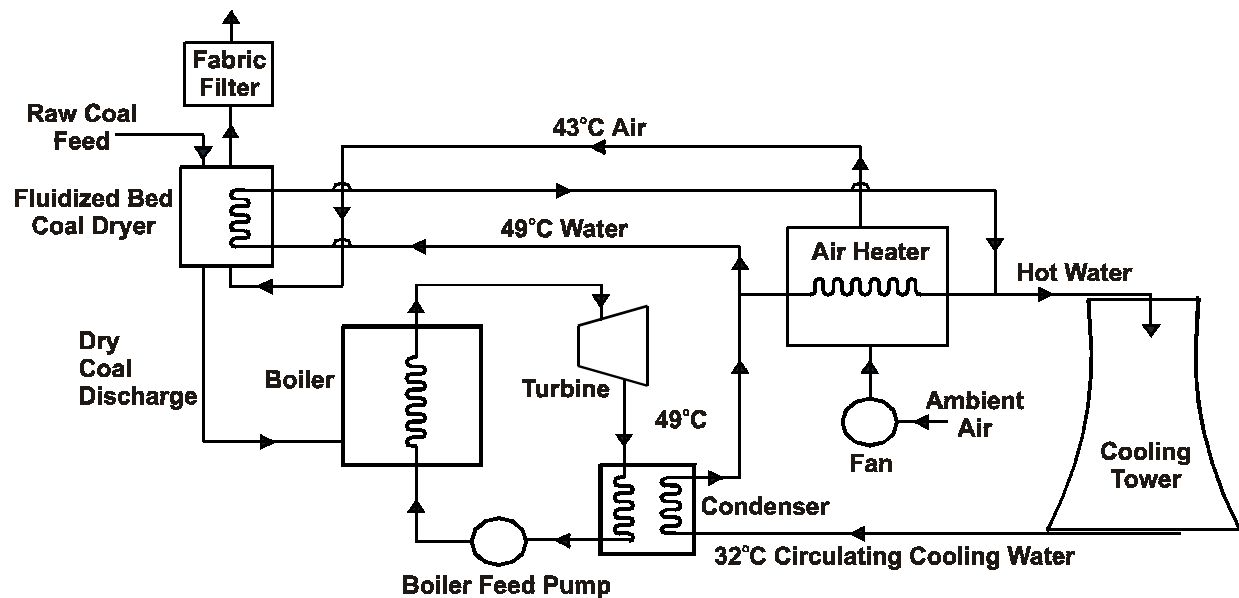 Fabric
Filter
Raw Coal
Feed
43°C Air
Fluidized Bed
Coal Dryer
49°C Water
Air Heater
Hot Water
Dry
Coal
Discharge
Boiler
Turbine
49°C
Ambient
Air
Fan
Cooling
Tower
Condenser
32°C Circulating Cooling Water
Boiler Feed Pump